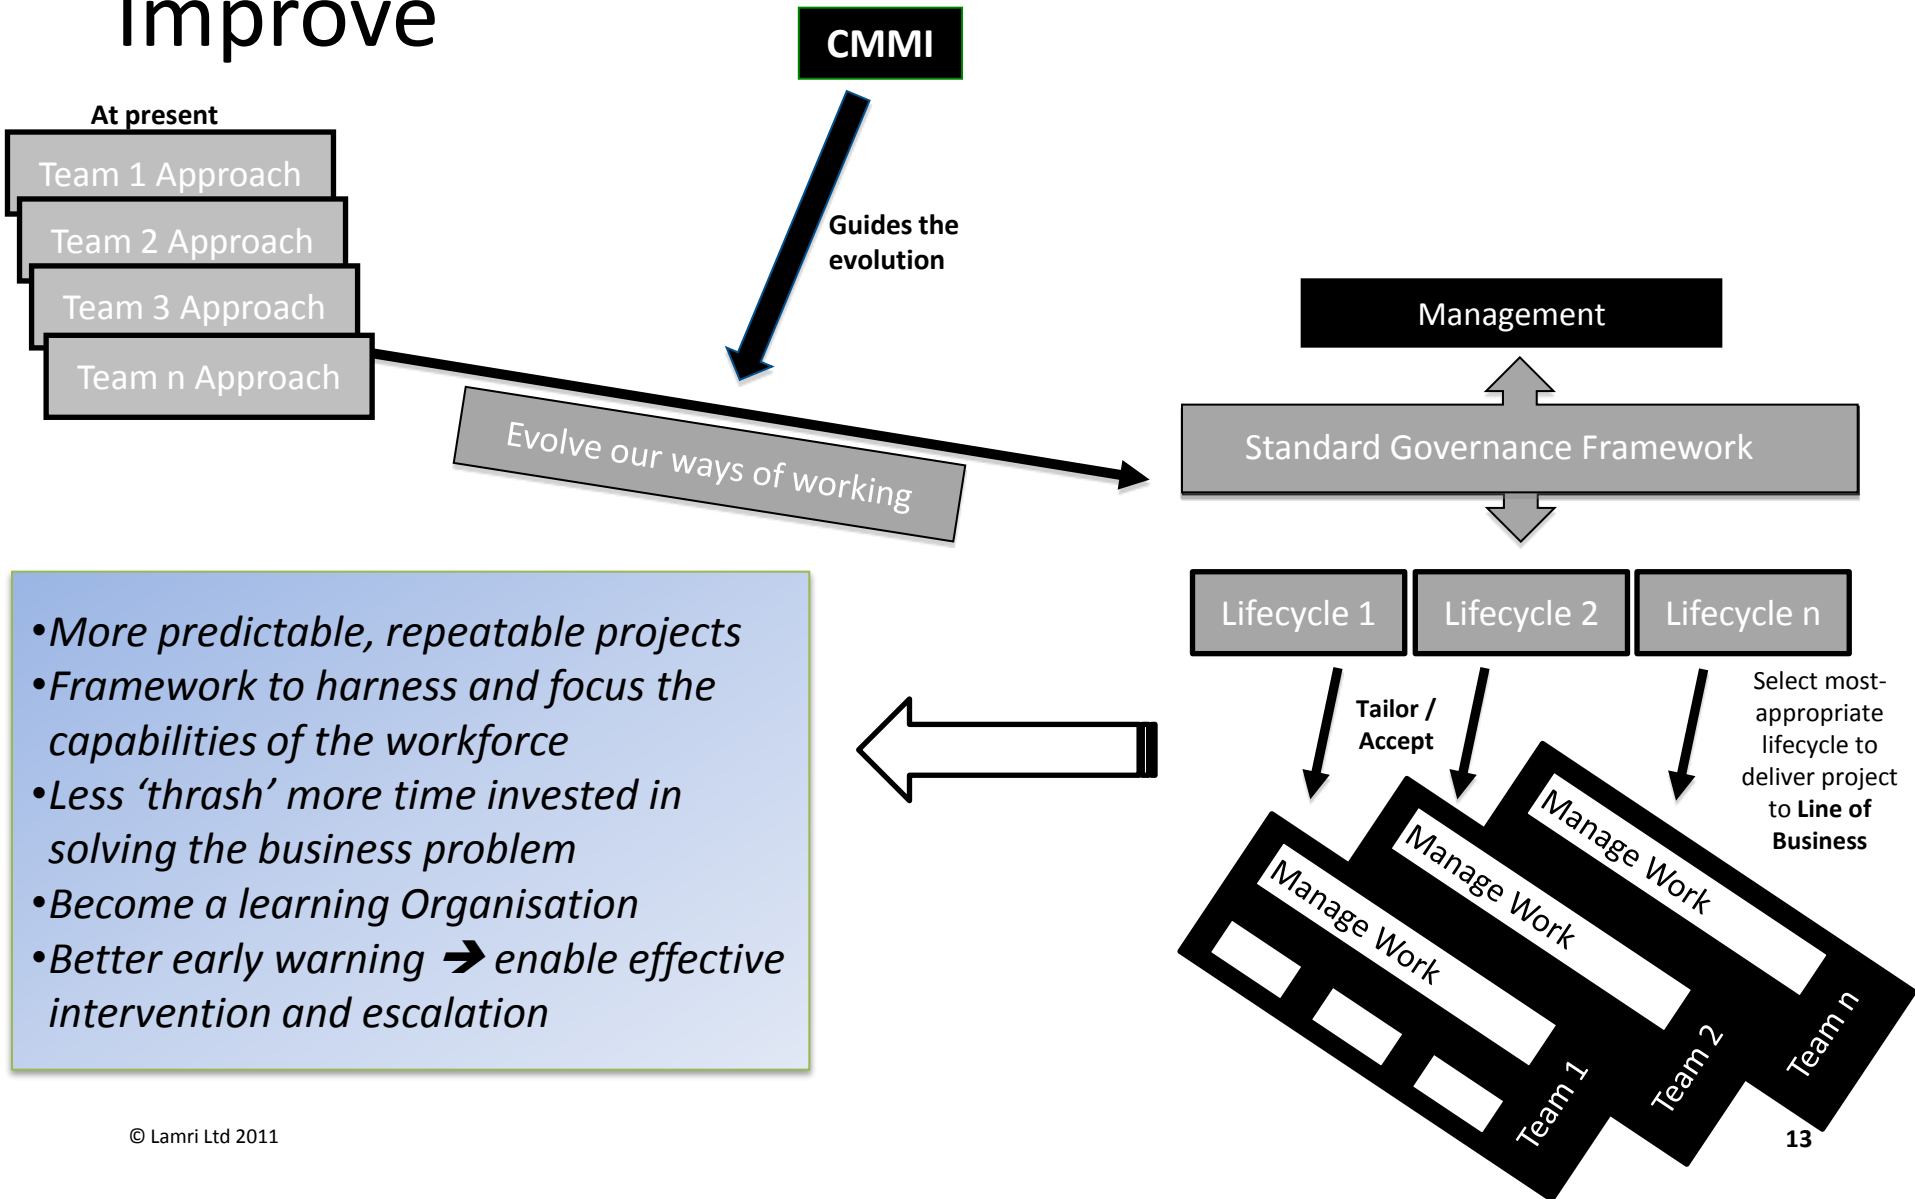 Improve
CMMI
At present
Team 1 Approach
Team 2 Approach
Team 3 Approach
Team n Approach
Guides the
evolution
Evolve our ways of working
Management
Standard Governance Framework
Lifecycle 1
Lifecycle 2
Lifecycle n
Tailor /
Accept
Select most-
appropriate
lifecycle to
deliver project
to Line of
Business
Manage Work
Manage Work
Manage Work
Team 1
Team 2
Team n
•More predictable, repeatable projects
•Framework to harness and focus the
capabilities of the workforce
•Less ‘thrash’ more time invested in
solving the business problem
•Become a learning Organisation
•Better early warning ➔ enable effective
intervention and escalation
© Lamri Ltd 2011
13